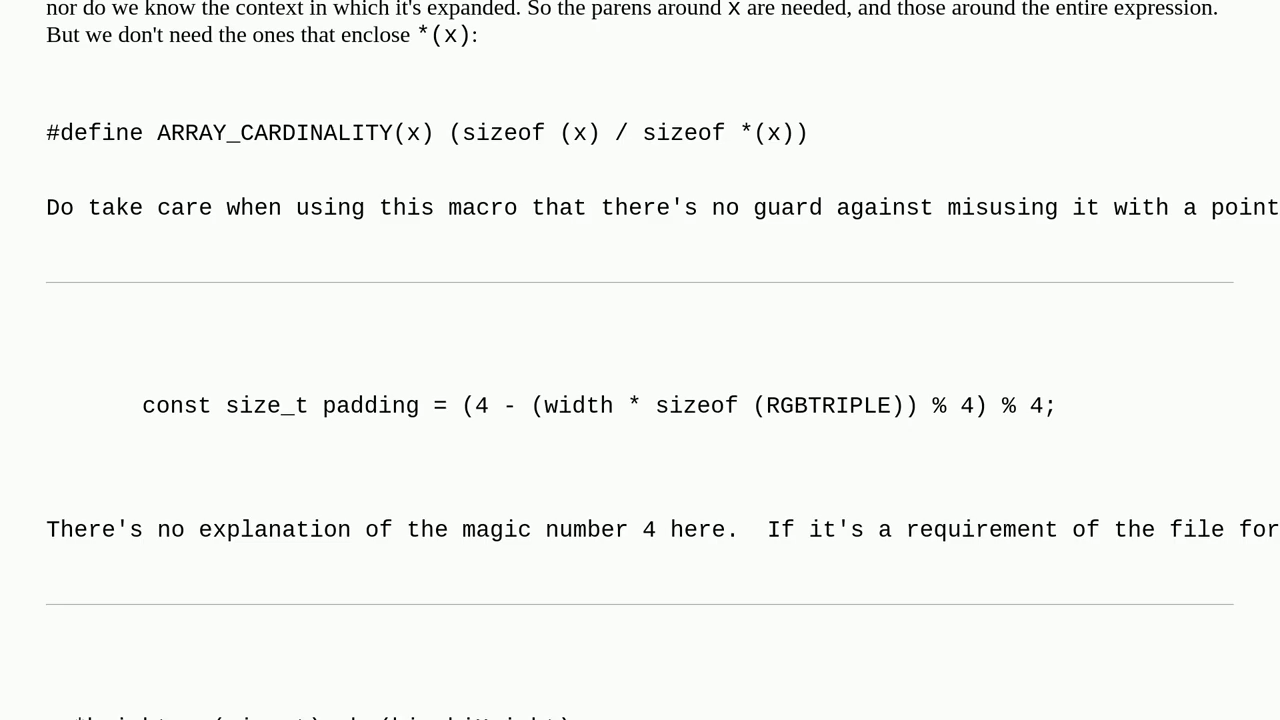 nor do we know the context in which it's expanded. So the parens around x are needed, and those around the entire expression.
But we don't need the ones that enclose *(x):
#define ARRAY_CARDINALITY(x) (sizeof (x) / sizeof *(x))
Do take care when using this macro that there's no guard against misusing it with a point
const size_t padding = (4 - (width * sizeof (RGBTRIPLE)) % 4) % 4;
There's no explanation of the magic number 4 here.  If it's a requirement of the file for